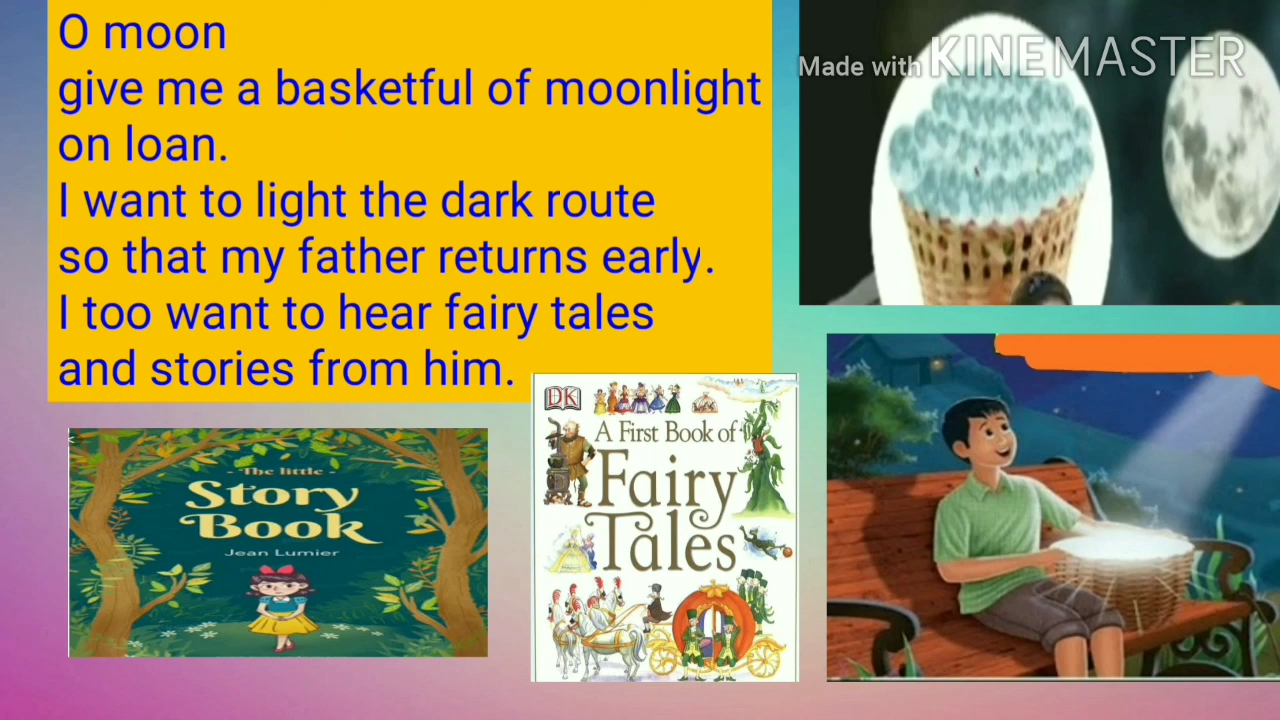 O moon
give me a basketful of moonlight
on loan.
I want to light the dark route
so that my father returns early.
I too want to hear fairy tales
and stories from him.
Made with KINEMASTER
- The little -
Story
Book
Jean Lumier
DK
A First Book of
Fairy
Tales